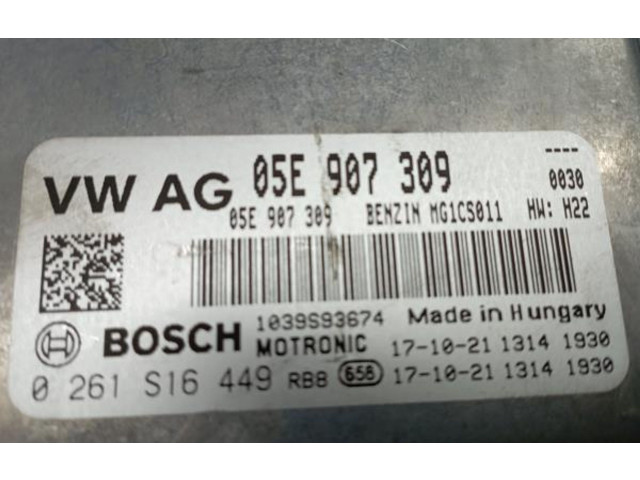 ----
VW AG 05E 907 309 0030
05E 907 309 BENZIN MG1CS011 HW: H22
1039S93674 Made in Hungary
BOSCH MOTRONIC 17-10-21 1314 1930
0 261 S16 449 RB8 656 17-10-21 1314 1930